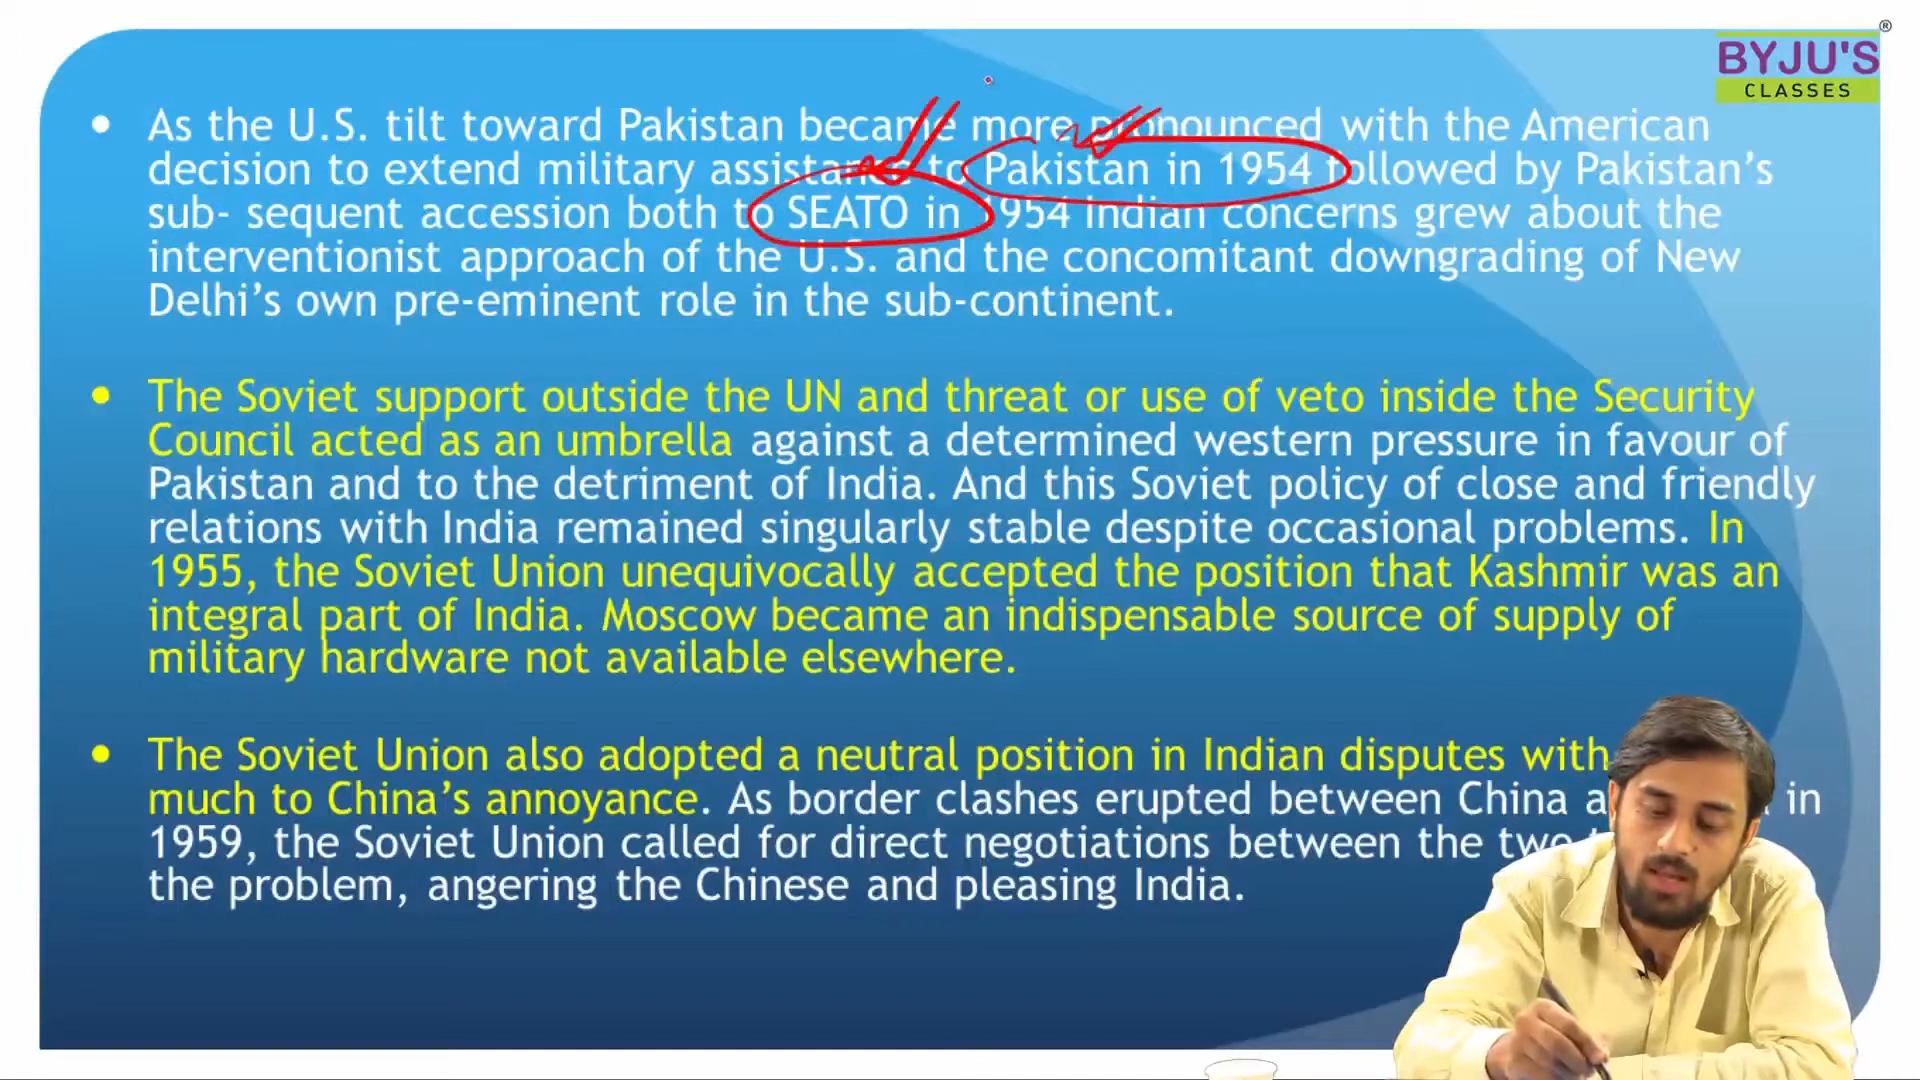 ®
BYJU'S
CLASSES
• As the U.S. tilt toward Pakistan became more pronounced with the American
decision to extend military assistance to Pakistan in 1954 followed by Pakistan’s
sub- sequent accession both to SEATO in 1954 Indian concerns grew about the
interventionist approach of the U.S. and the concomitant downgrading of New
Delhi’s own pre-eminent role in the sub-continent.
• The Soviet support outside the UN and threat or use of veto inside the Security
Council acted as an umbrella against a determined western pressure in favour of
Pakistan and to the detriment of India. And this Soviet policy of close and friendly
relations with India remained singularly stable despite occasional problems. In
1955, the Soviet Union unequivocally accepted the position that Kashmir was an
integral part of India. Moscow became an indispensable source of supply of
military hardware not available elsewhere.
• The Soviet Union also adopted a neutral position in Indian disputes with
much to China’s annoyance. As border clashes erupted between China in
1959, the Soviet Union called for direct negotiations between the two
the problem, angering the Chinese and pleasing India.